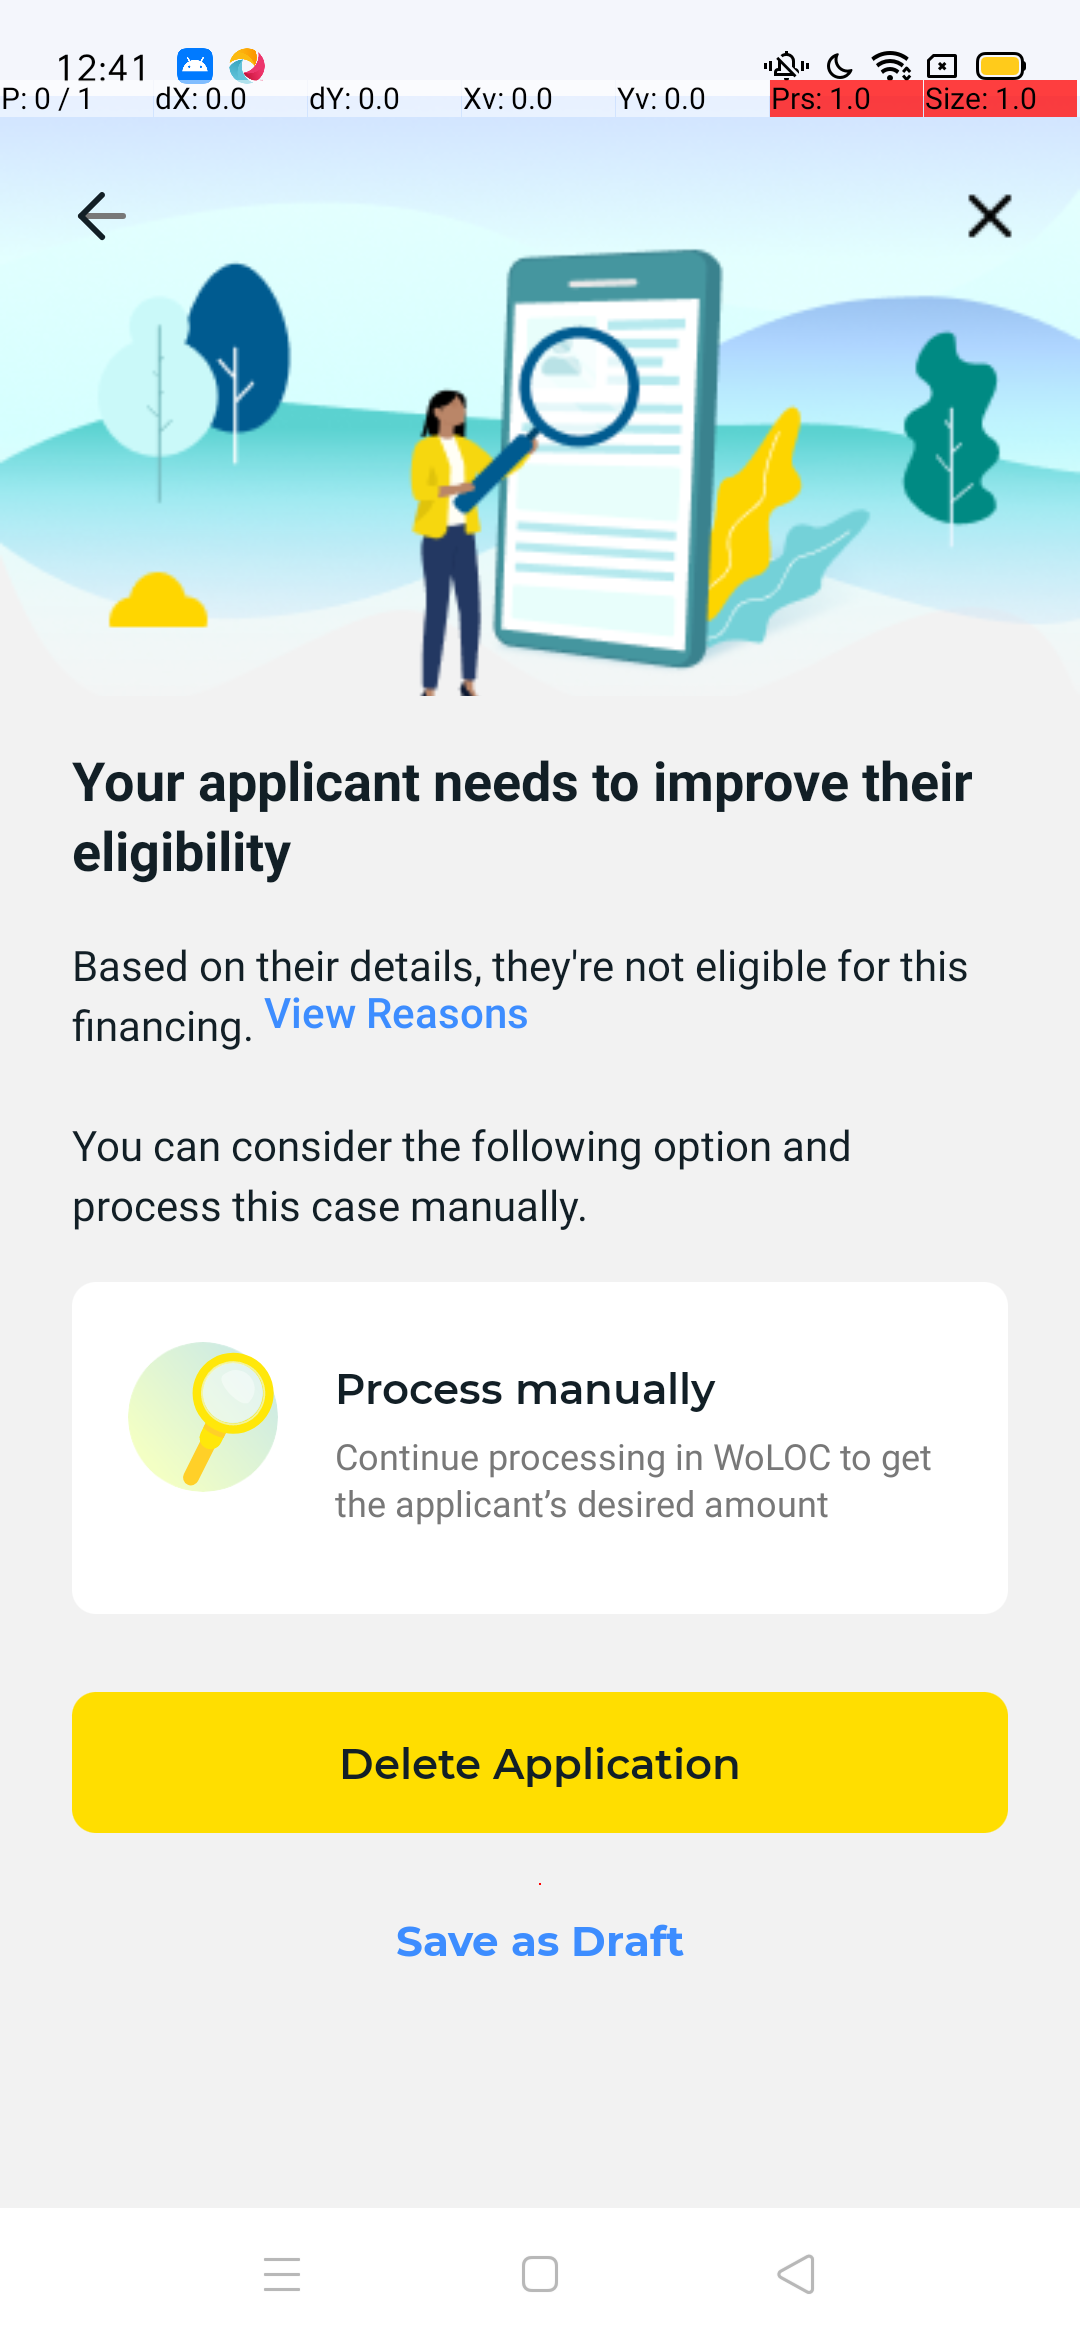 12:41
P: 0 / 1 dX: 0.0 dY: 0.0 Xv: 0.0 Yv: 0.0 Prs: 1.0 Size: 1.0
Your applicant needs to improve their
eligibility
Based on their details, they're not eligible for this
financing. View Reasons
You can consider the following option and
process this case manually.
Process manually
Continue processing in WoLOC to get
the applicant’s desired amount
Delete Application
Save as Draft